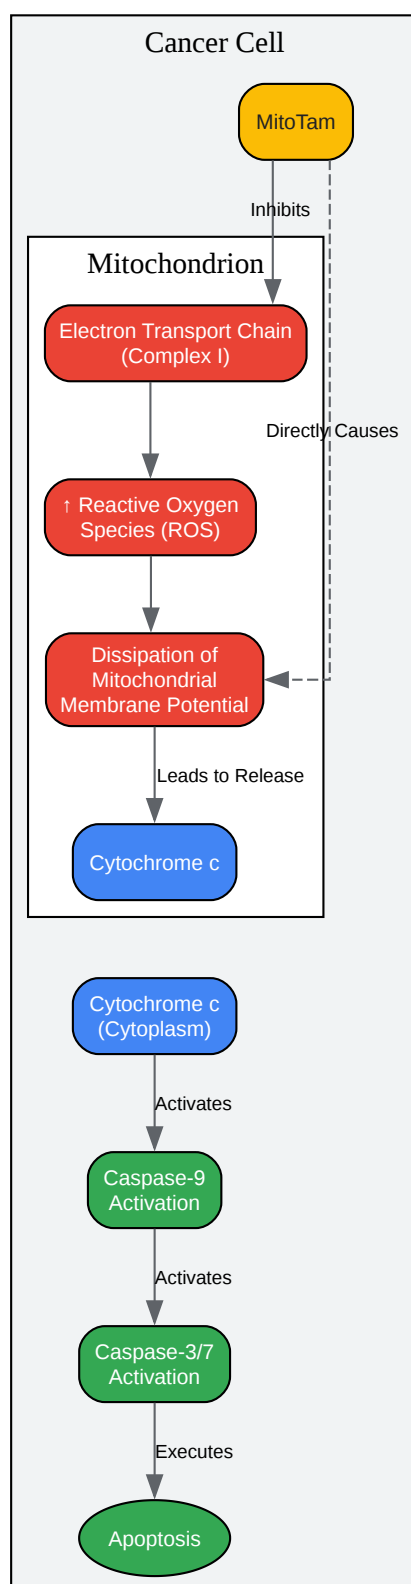 Cancer Cell
MitoTam
Inhibits
Mitochondrion
Electron Transport Chain
(Complex I)
Directly Causes
↑ Reactive Oxygen
Species (ROS)
Dissipation of
Mitochondrial
Membrane Potential
Leads to Release
Cytochrome c
Cytochrome c
(Cytoplasm)
Activates
Caspase-9
Activation
Activates
Caspase-3/7
Activation
Executes
Apoptosis